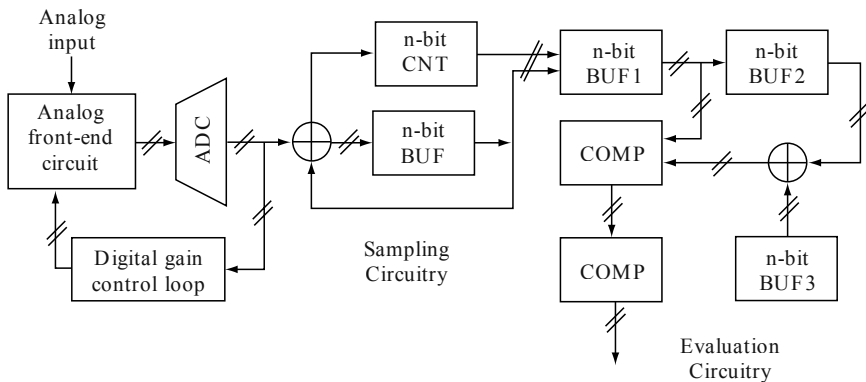 Analog
input
Analog
front-end
circuit
ADC
Digital gain
control loop
n-bit
CNT
n-bit
BUF
Sampling
Circuitry
n-bit
BUF1
n-bit
BUF2
COMP
COMP
n-bit
BUF3
Evaluation
Circuitry